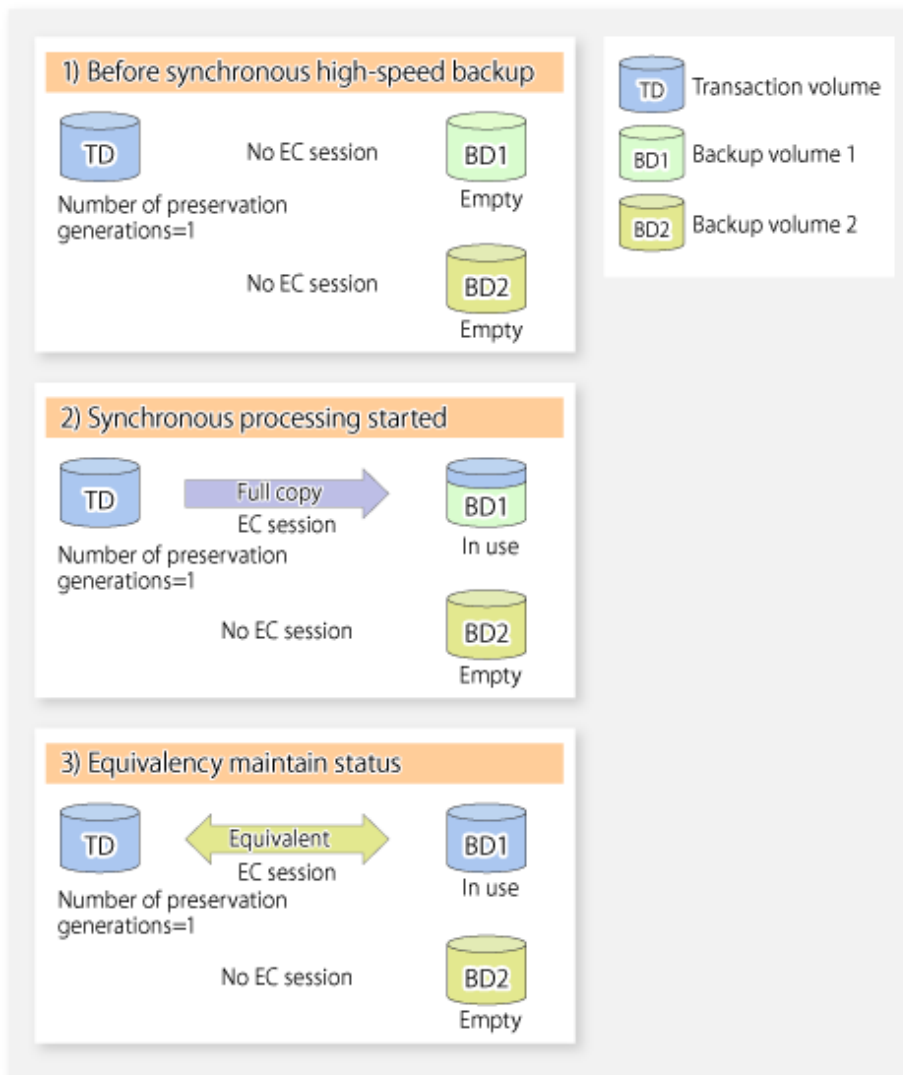 1) Before synchronous high-speed backup
TD
No EC session
BD1
Empty
Number of preservation
generations=1
No EC session
BD2
Empty
TD Transaction volume
BD1 Backup volume 1
BD2 Backup volume 2
2) Synchronous processing started
TD
Full copy
EC session
BD1
In use
Number of preservation
generations=1
No EC session
BD2
Empty
3) Equivalency maintain status
TD
Equivalent
EC session
BD1
In use
Number of preservation
generations=1
No EC session
BD2
Empty